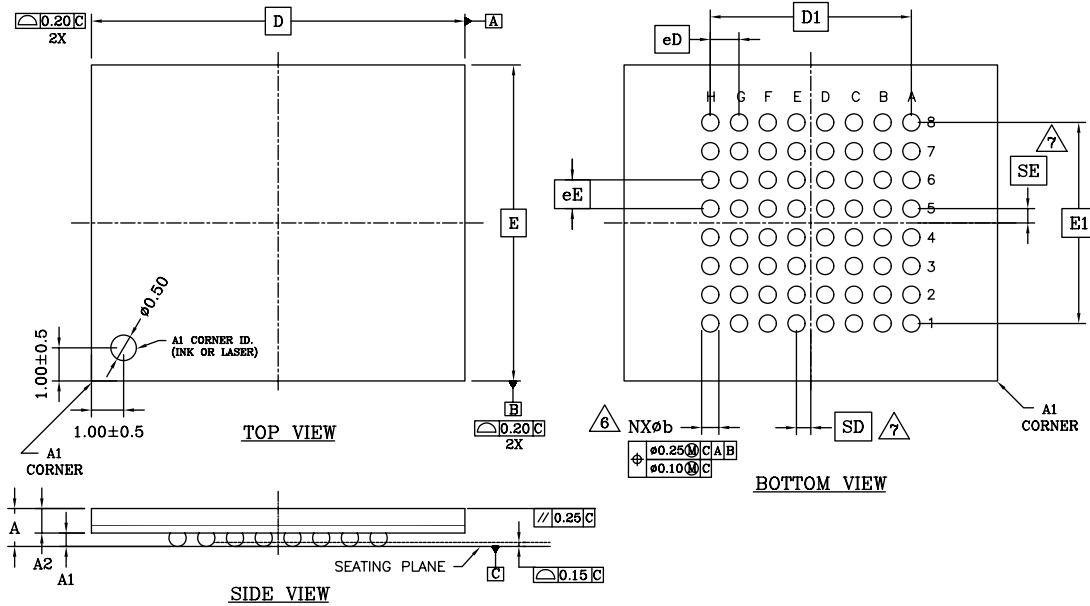 ⌓ 0.20 C
2X
D
A
E
ø0.50
A1 CORNER ID.
(INK OR LASER)
1.00±0.5
1.00±0.5
A1
CORNER
TOP VIEW
B
⌓ 0.20 C
2X
D1
eD
H G F E D C B A
8
7
6
5
4
3
2
1
eE
7
SE
E1
6 NXøb
⌖ ø0.25 Ⓜ C A B
ø0.10 Ⓜ C
SD 7
A1
CORNER
BOTTOM VIEW
A
A2
A1
// 0.25 C
SEATING PLANE
C
⌓ 0.15 C
SIDE VIEW